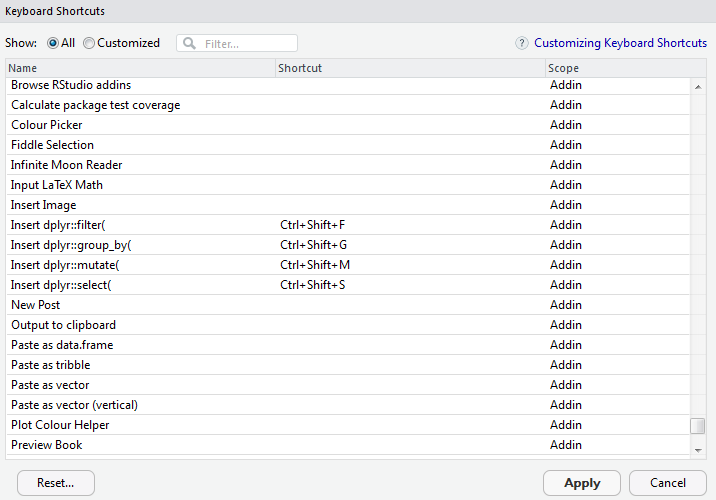 Keyboard Shortcuts
Show: All Customized Filter... ? Customizing Keyboard Shortcuts
Name Shortcut Scope
Browse RStudio addins Addin
Calculate package test coverage Addin
Colour Picker Addin
Fiddle Selection Addin
Infinite Moon Reader Addin
Input LaTeX Math Addin
Insert Image Addin
Insert dplyr::filter( Ctrl+Shift+F Addin
Insert dplyr::group_by( Ctrl+Shift+G Addin
Insert dplyr::mutate( Ctrl+Shift+M Addin
Insert dplyr::select( Ctrl+Shift+S Addin
New Post Addin
Output to clipboard Addin
Paste as data.frame Addin
Paste as tribble Addin
Paste as vector Addin
Paste as vector (vertical) Addin
Plot Colour Helper Addin
Preview Book Addin
Reset... Apply Cancel